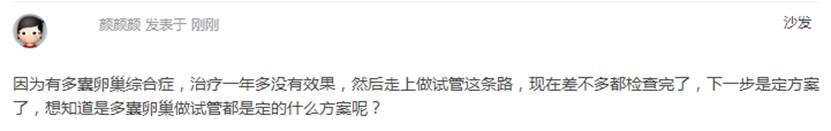 颜颜颜 发表于 刚刚
沙发
因为有多囊卵巢综合症，治疗一年多没有效果，然后走上做试管这条路，现在差不多都检查完了，下一步是定方案
了，想知道是多囊卵巢做试管都是定的什么方案呢？